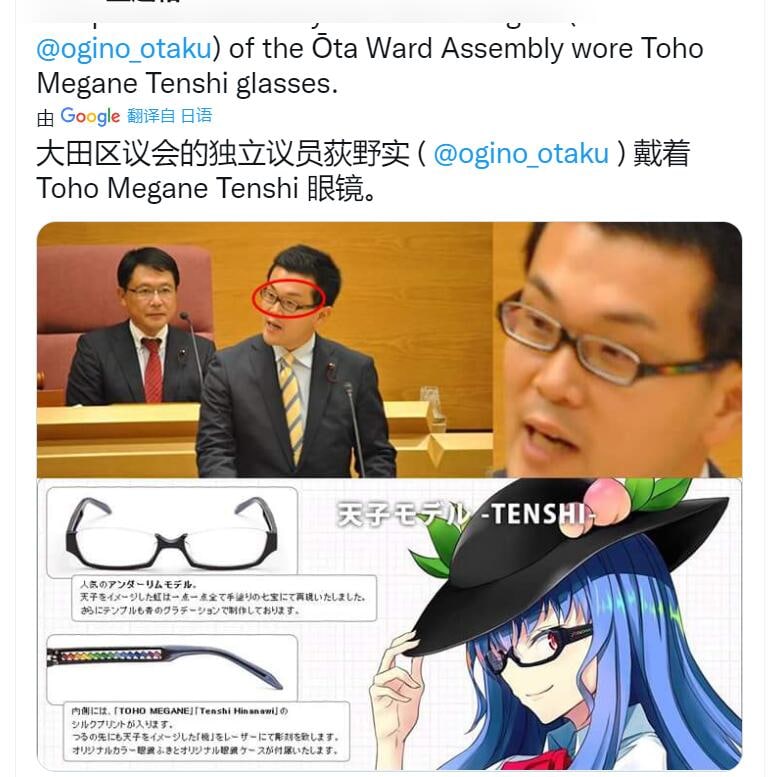 @ogino_otaku) of the Ōta Ward Assembly wore Toho
Megane Tenshi glasses.
由 Google 翻译自 日语
大田区议会的独立议员荻野实 ( @ogino_otaku ) 戴着
Toho Megane Tenshi 眼镜。
天子モデル -TENSHI-
人気のアンダーリムモデル。
天子をイメージした虹は一点一点全て手塗りの七宝にて再現いたしました。
さらにテンプルも青のグラデーションで制作しております。
内側には、「TOHO MEGANE」「Tenshi Hinanawi」の
シルクプリントが入ります。
つるの先にも天子をイメージした「桃」をレーザーにて彫刻を致します。
オリジナルカラー眼鏡ふきとオリジナル眼鏡ケースが付属いたします。